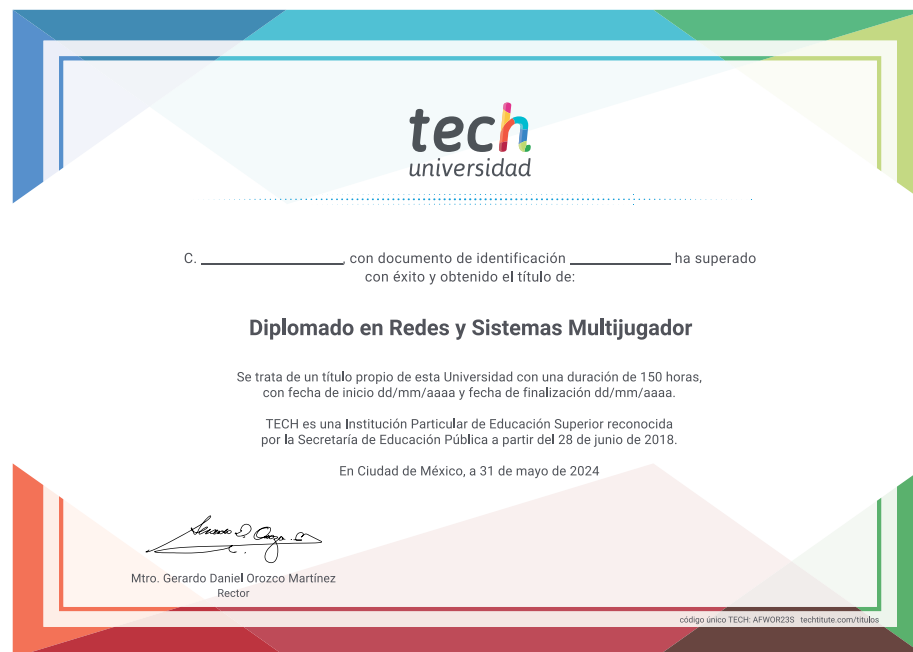 tech
universidad
C. ____________, con documento de identificación ____________ ha superado
con éxito y obtenido el título de:
Diplomado en Redes y Sistemas Multijugador
Se trata de un título propio de esta Universidad con una duración de 150 horas,
con fecha de inicio dd/mm/aaaa y fecha de finalización dd/mm/aaaa.
TECH es una Institución Particular de Educación Superior reconocida
por la Secretaría de Educación Pública a partir del 28 de junio de 2018.
En Ciudad de México, a 31 de mayo de 2024
Mtro. Gerardo Daniel Orozco Martínez
Rector
código único TECH: AFWOR23S techtitute.com/titulos